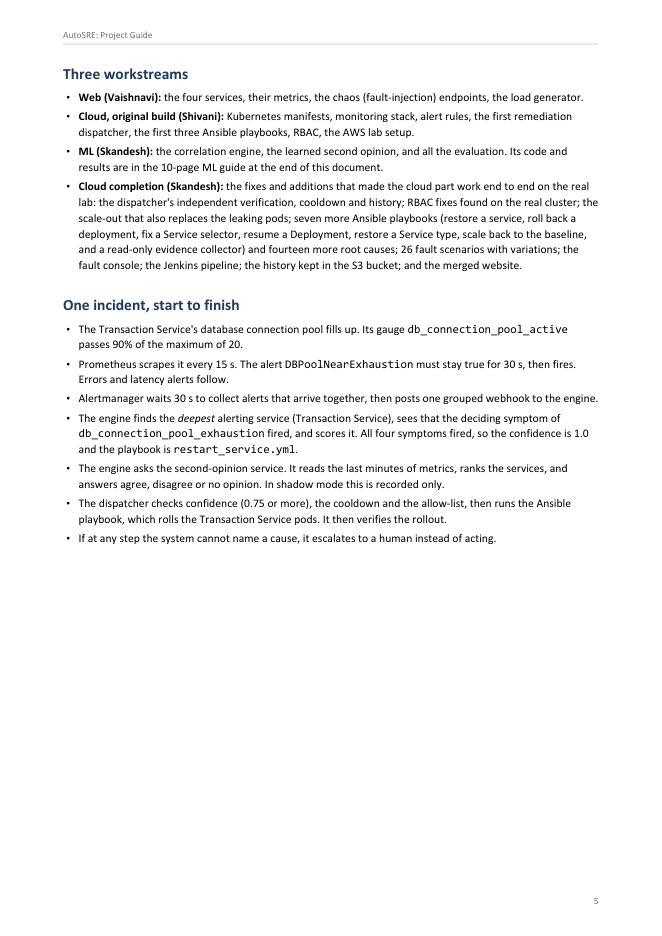 AutoSRE: Project Guide
Three workstreams
• Web (Vaishnavi): the four services, their metrics, the chaos (fault-injection) endpoints, the load generator.
• Cloud, original build (Shivani): Kubernetes manifests, monitoring stack, alert rules, the first remediation
dispatcher, the first three Ansible playbooks, RBAC, the AWS lab setup.
• ML (Skandesh): the correlation engine, the learned second opinion, and all the evaluation. Its code and
results are in the 10-page ML guide at the end of this document.
• Cloud completion (Skandesh): the fixes and additions that made the cloud part work end to end on the real
lab: the dispatcher's independent verification, cooldown and history; RBAC fixes found on the real cluster; the
scale-out that also replaces the leaking pods; seven more Ansible playbooks (restore a service, roll back a
deployment, fix a Service selector, resume a Deployment, restore a Service type, scale back to the baseline,
and a read-only evidence collector) and fourteen more root causes; 26 fault scenarios with variations; the
fault console; the Jenkins pipeline; the history kept in the S3 bucket; and the merged website.
One incident, start to finish
• The Transaction Service's database connection pool fills up. Its gauge db_connection_pool_active
passes 90% of the maximum of 20.
• Prometheus scrapes it every 15 s. The alert DBPoolNearExhaustion must stay true for 30 s, then fires.
Errors and latency alerts follow.
• Alertmanager waits 30 s to collect alerts that arrive together, then posts one grouped webhook to the engine.
• The engine finds the deepest alerting service (Transaction Service), sees that the deciding symptom of
db_connection_pool_exhaustion fired, and scores it. All four symptoms fired, so the confidence is 1.0
and the playbook is restart_service.yml.
• The engine asks the second-opinion service. It reads the last minutes of metrics, ranks the services, and
answers agree, disagree or no opinion. In shadow mode this is recorded only.
• The dispatcher checks confidence (0.75 or more), the cooldown and the allow-list, then runs the Ansible
playbook, which rolls the Transaction Service pods. It then verifies the rollout.
• If at any step the system cannot name a cause, it escalates to a human instead of acting.
5